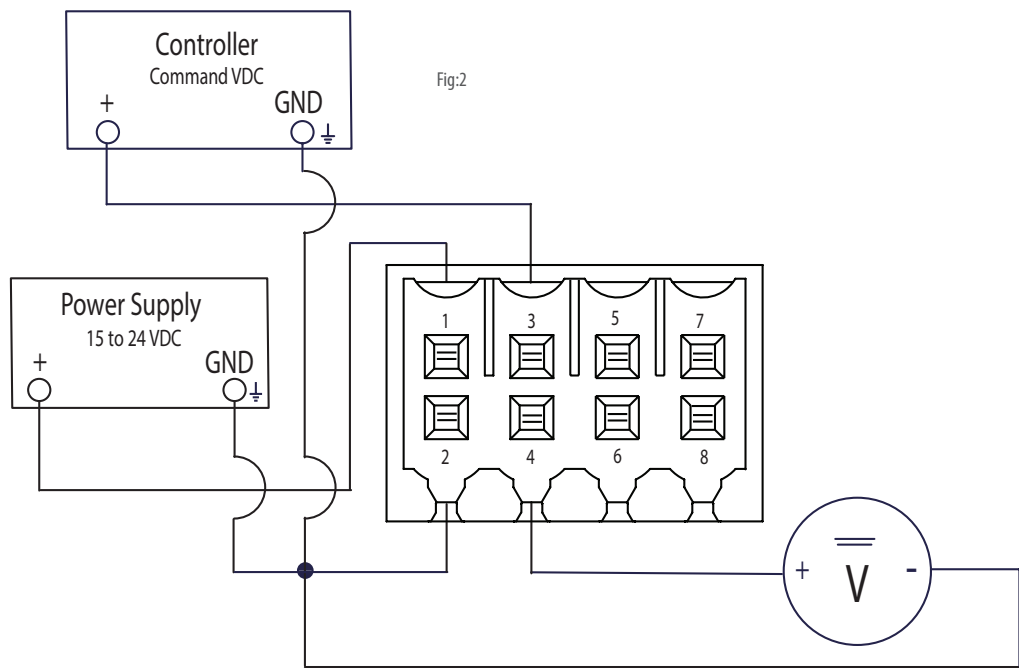 Controller
Command VDC
+
GND
Fig:2
Power Supply
15 to 24 VDC
+
GND
1 3 5 7
2 4 6 8
+ V -